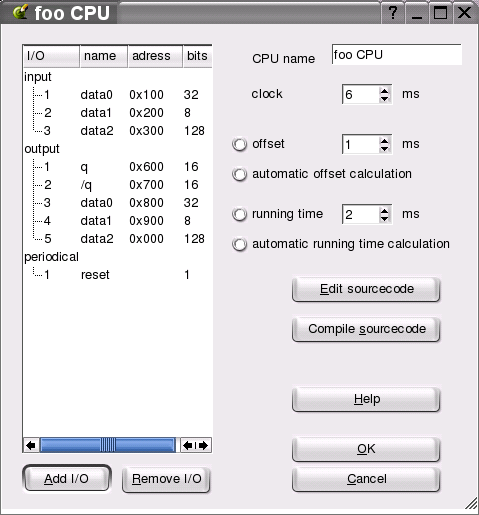 foo CPU
I/O name adress bits
input
1 data0 0x100 32
2 data1 0x200 8
3 data2 0x300 128
output
1 q 0x600 16
2 /q 0x700 16
3 data0 0x800 32
4 data1 0x900 8
5 data2 0x000 128
periodical
1 reset 1
Add I/O Remove I/O
CPU name foo CPU
clock 6 ms
offset 1 ms
automatic offset calculation
running time 2 ms
automatic running time calculation
Edit sourcecode
Compile sourcecode
Help
OK
Cancel